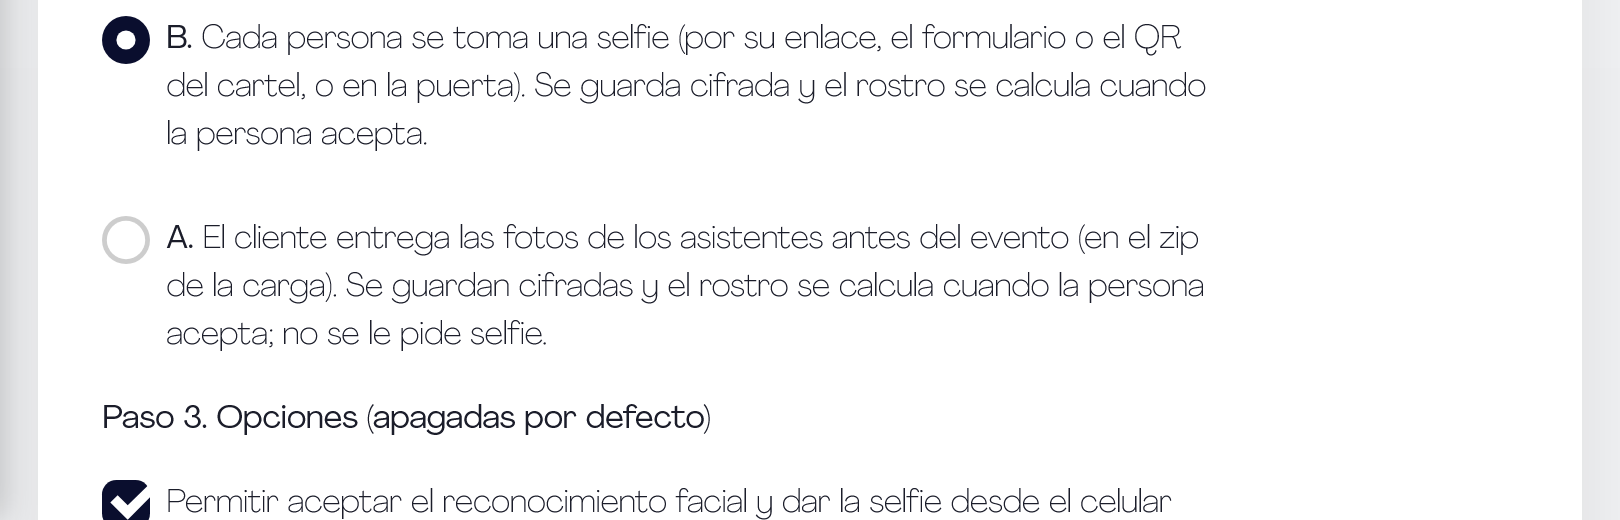 B. Cada persona se toma una selfie (por su enlace, el formulario o el QR
del cartel, o en la puerta). Se guarda cifrada y el rostro se calcula cuando
la persona acepta.
A. El cliente entrega las fotos de los asistentes antes del evento (en el zip
de la carga). Se guardan cifradas y el rostro se calcula cuando la persona
acepta; no se le pide selfie.
Paso 3. Opciones (apagadas por defecto)
Permitir aceptar el reconocimiento facial y dar la selfie desde el celular